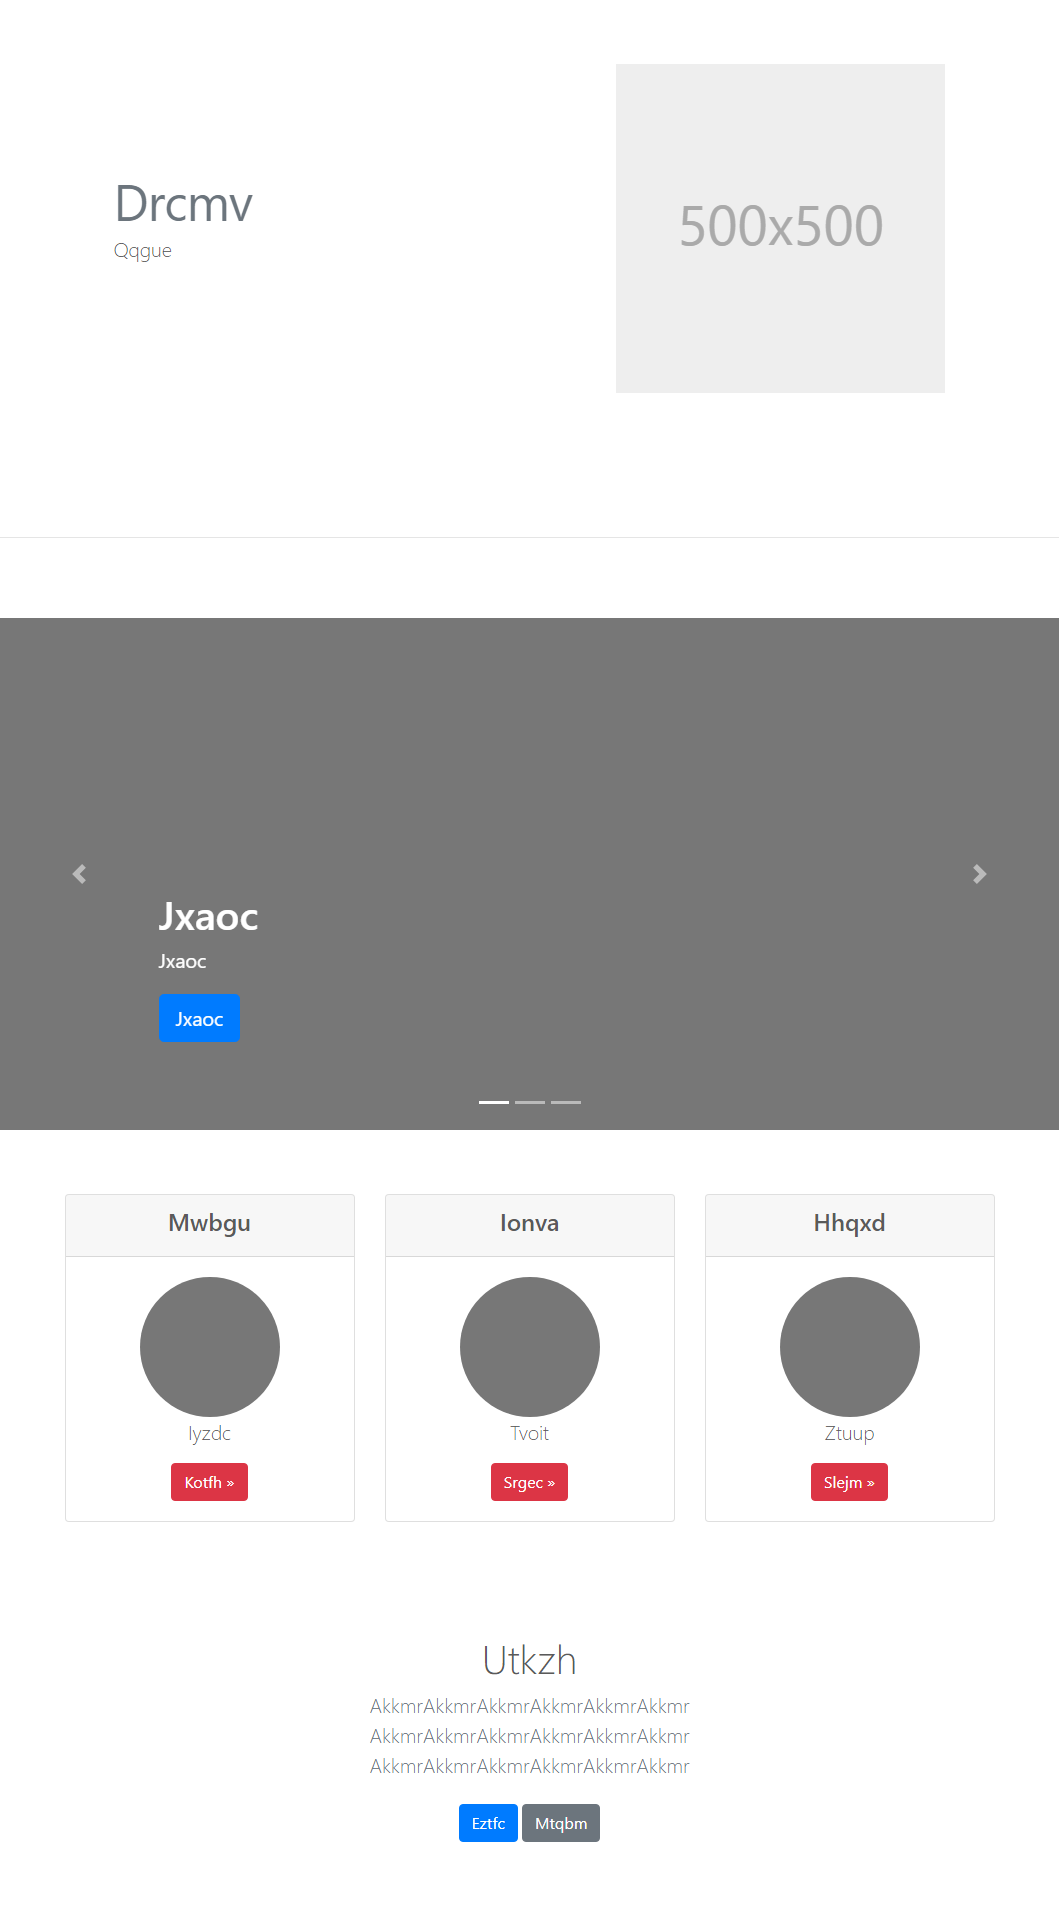 Drcmv
Qqgue
500x500
Jxaoc
Jxaoc
Jxaoc
Mwbgu
Iyzdc
Kotfh »
Ionva
Tvoit
Srgec »
Hhqxd
Ztuup
Slejm »
Utkzh
AkkmrAkkmrAkkmrAkkmrAkkmrAkkmr
AkkmrAkkmrAkkmrAkkmrAkkmrAkkmr
AkkmrAkkmrAkkmrAkkmrAkkmrAkkmr
Eztfc Mtqbm